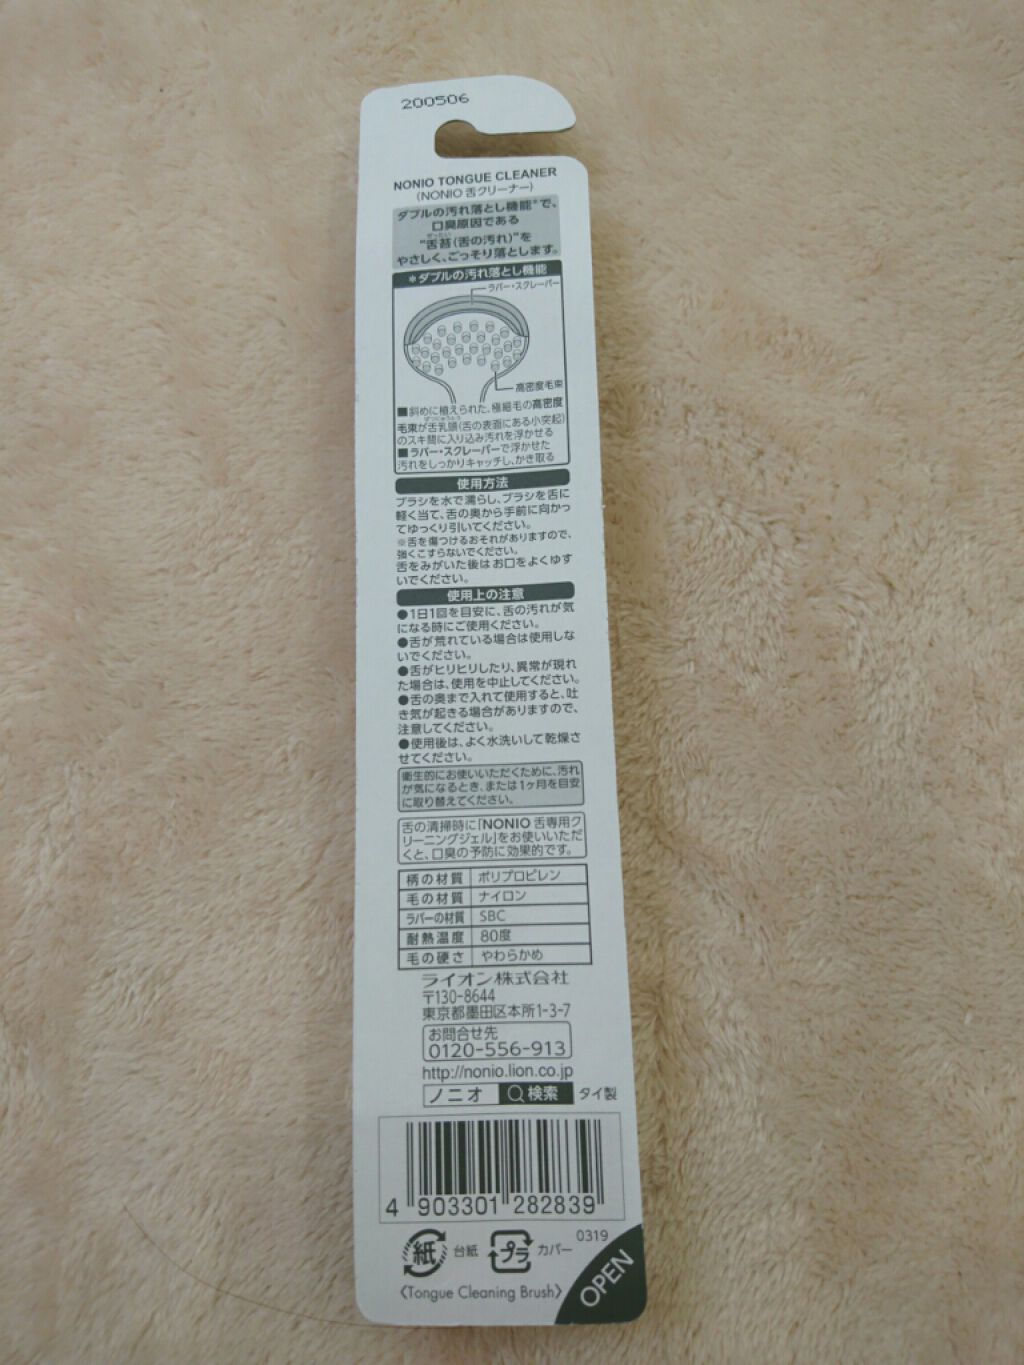 200506
NONIO TONGUE CLEANER
(NONIO 舌クリーナー)
ダブルの汚れ落とし機能*で、
口臭原因である
ぜったい
"舌苔(舌の汚れ)"を
やさしく、ごっそり落とします。
*ダブルの汚れ落とし機能
ラバー・スクレーパー
高密度毛束
■斜めに植えられた、極細毛の高密度
ぜつにゅうとう
毛束が舌乳頭(舌の表面にある小突起)
のスキ間に入り込み汚れを浮かせる
■ラバー・スクレーパーで浮かせた
汚れをしっかりキャッチし、かき取る
使用方法
ブラシを水で濡らし、ブラシを舌に
軽く当て、舌の奥から手前に向かっ
てゆっくり引いてください。
※舌を傷つけるおそれがありますので、
強くこすらないでください。
舌をみがいた後はお口をよくゆす
いでください。
使用上の注意
●1日1回を目安に、舌の汚れが気
になる時にご使用ください。
●舌が荒れている場合は使用しな
いでください。
●舌がヒリヒリしたり、異常が現れ
た場合は、使用を中止してください。
●舌の奥まで入れて使用すると、吐
き気が起きる場合がありますので、
注意してください。
●使用後は、よく水洗いして乾燥さ
せてください。
衛生的にお使いいただくために、汚れ
が気になるとき、または1ヶ月を目安
に取り替えてください。
舌の清掃時に「NONIO 舌専用ク
リーニングジェル」をお使いいただ
くと、口臭の予防に効果的です。
柄の材質 ポリプロピレン
毛の材質 ナイロン
ラバーの材質 SBC
耐熱温度 80度
毛の硬さ やわらかめ
ライオン株式会社
〒130-8644
東京都墨田区本所1-3-7
お問合せ先
0120-556-913
http://nonio.lion.co.jp
ノニオ 検索 タイ製
4 903301 282839
紙 台紙 プラ カバー 0319
〈Tongue Cleaning Brush〉
OPEN